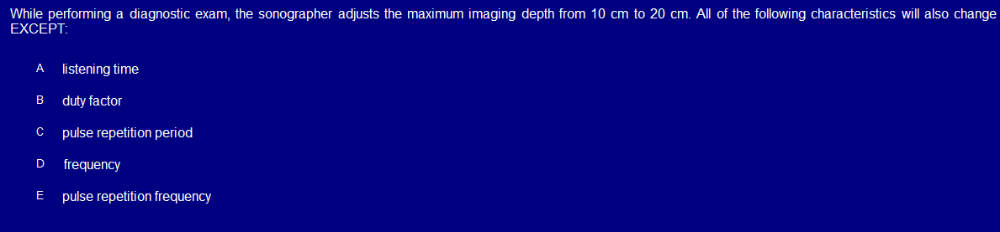 While performing a diagnostic exam, the sonographer adjusts the maximum imaging depth from 10 cm to 20 cm. All of the following characteristics will also change
EXCEPT:
A listening time
B duty factor
C pulse repetition period
D frequency
E pulse repetition frequency